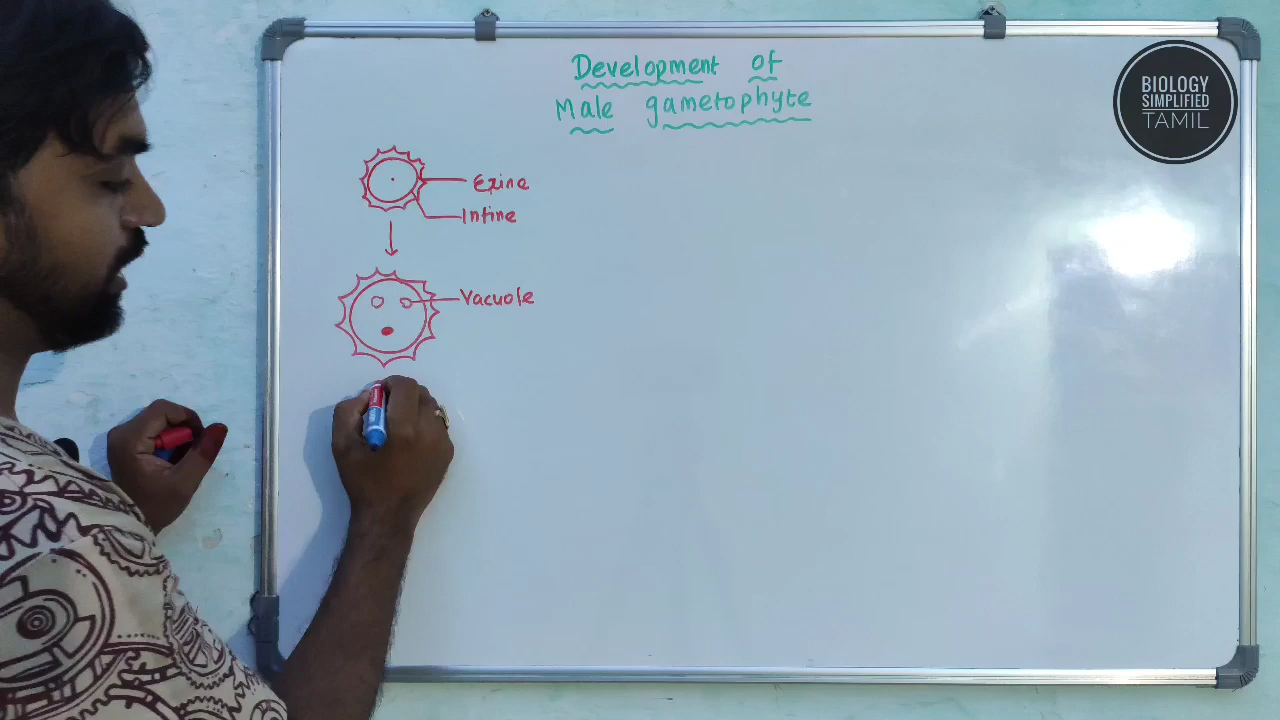 Development of
Male gametophyte
BIOLOGY
SIMPLIFIED
TAMIL
Exine
Intine
Vacuole